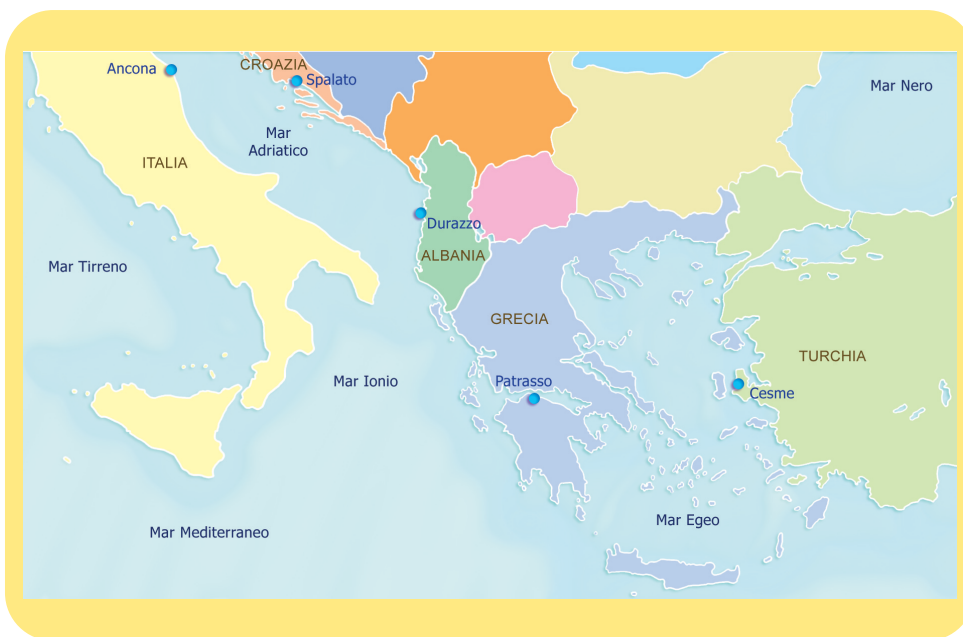 CROAZIA
Ancona
Spalato
Mar Nero
Mar
Adriatico
ITALIA
Durazzo
ALBANIA
Mar Tirreno
GRECIA
TURCHIA
Mar Ionio
Patrasso
Cesme
Mar Egeo
Mar Mediterraneo